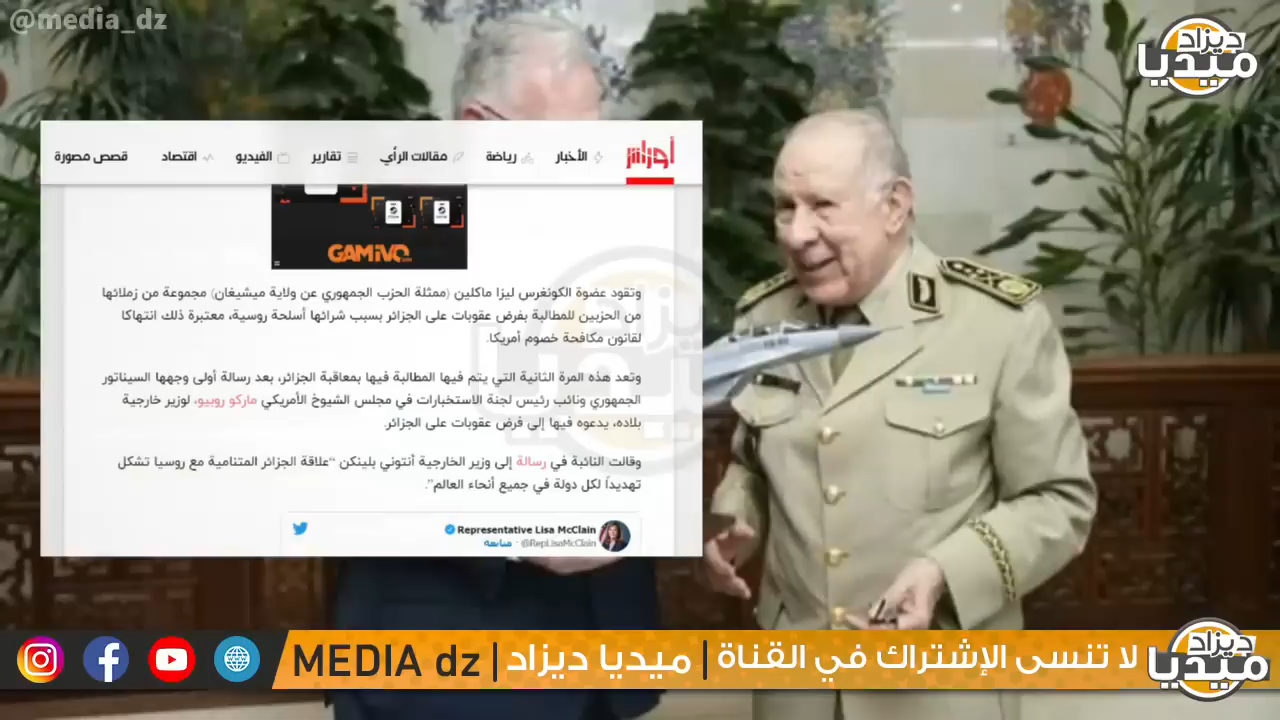 @media_dz
ديزاد
ميديا
أوراس
الأخبار
رياضة
مقالات الرأي
تقارير
الفيديو
اقتصاد
قصص مصورة
GAMIVO
وتقود عضوة الكونغرس ليزا ماكلين (ممثلة الحزب الجمهوري عن ولاية ميشيغان) مجموعة من زملائها
من الحزبين للمطالبة بفرض عقوبات على الجزائر بسبب شرائها أسلحة روسية، معتبرة ذلك انتهاكا
لقانون مكافحة خصوم أمريكا.
وتعد هذه المرة الثانية التي يتم فيها المطالبة فيها بمعاقبة الجزائر، بعد رسالة أولى وجهها السيناتور
الجمهوري ونائب رئيس لجنة الاستخبارات في مجلس الشيوخ الأمريكي ماركو روبيو، لوزير خارجية
بلاده، يدعوه فيها إلى فرض عقوبات على الجزائر.
وقالت النائبة في رسالة إلى وزير الخارجية أنتوني بلينكن “علاقة الجزائر المتنامية مع روسيا تشكل
تهديداً لكل دولة في جميع أنحاء العالم”.
Representative Lisa McClain
@RepLisaMcClain · متابعة
ديزاد
ميديا
لا تنسى الإشتراك في القناة | ميديا ديزاد | MEDIA dz
ديزاد
ميديا